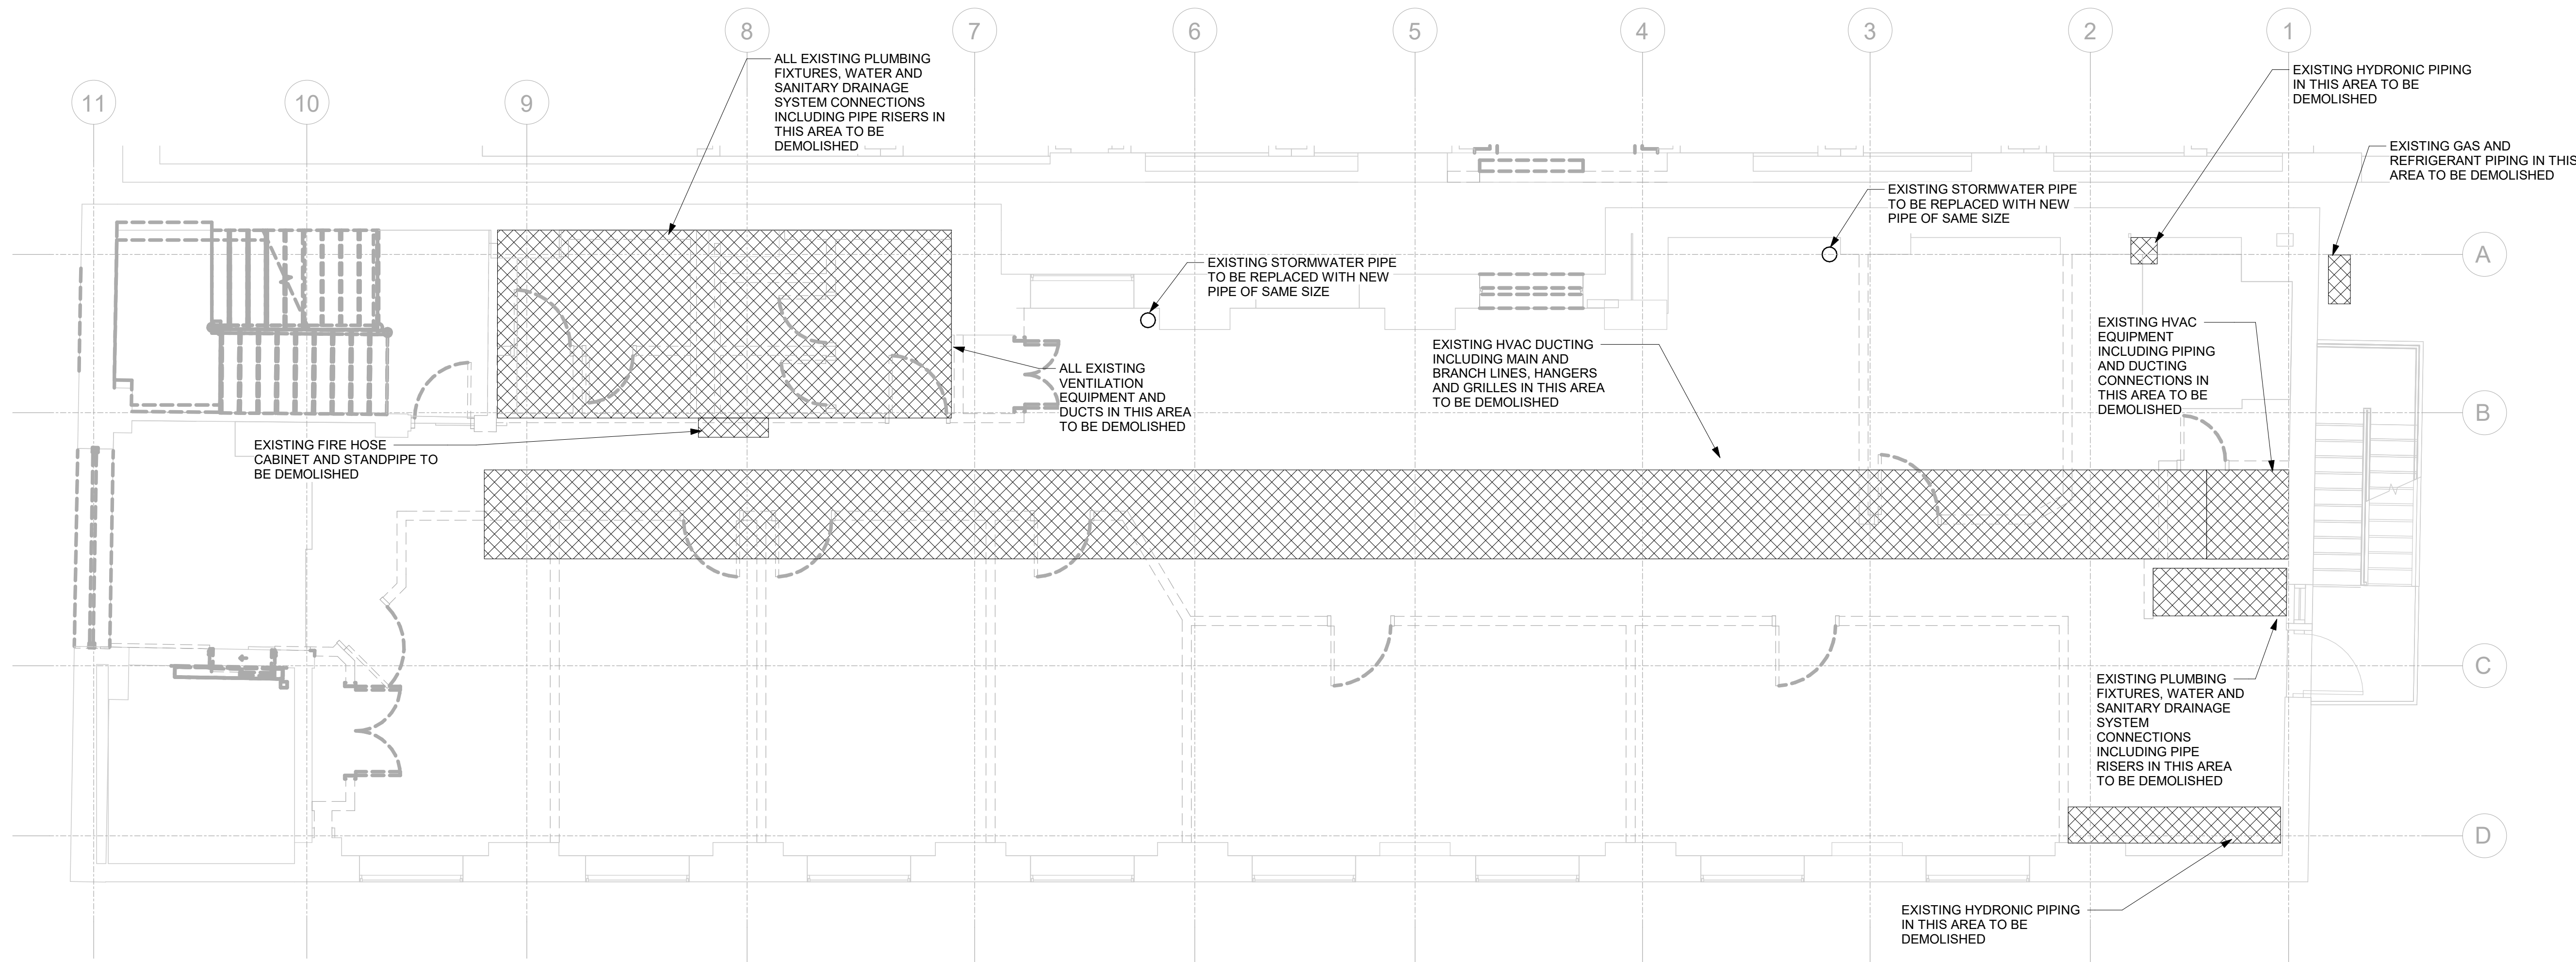 8
7
6
5
4
3
2
1
11
10
9
ALL EXISTING PLUMBING
FIXTURES, WATER AND
SANITARY DRAINAGE
SYSTEM CONNECTIONS
INCLUDING PIPE RISERS IN
THIS AREA TO BE
DEMOLISHED
EXISTING HYDRONIC PIPING
IN THIS AREA TO BE
DEMOLISHED
EXISTING GAS AND
REFRIGERANT PIPING IN THIS
AREA TO BE DEMOLISHED
EXISTING STORMWATER PIPE
TO BE REPLACED WITH NEW
PIPE OF SAME SIZE
A
EXISTING STORMWATER PIPE
TO BE REPLACED WITH NEW
PIPE OF SAME SIZE
EXISTING HVAC
EQUIPMENT
INCLUDING PIPING
AND DUCTING
CONNECTIONS IN
THIS AREA TO BE
DEMOLISHED
EXISTING HVAC DUCTING
INCLUDING MAIN AND
BRANCH LINES, HANGERS
AND GRILLES IN THIS AREA
TO BE DEMOLISHED
ALL EXISTING
VENTILATION
EQUIPMENT AND
DUCTS IN THIS AREA
TO BE DEMOLISHED
B
EXISTING FIRE HOSE
CABINET AND STANDPIPE TO
BE DEMOLISHED
C
EXISTING PLUMBING
FIXTURES, WATER AND
SANITARY DRAINAGE
SYSTEM
CONNECTIONS
INCLUDING PIPE
RISERS IN THIS AREA
TO BE DEMOLISHED
D
EXISTING HYDRONIC PIPING
IN THIS AREA TO BE
DEMOLISHED